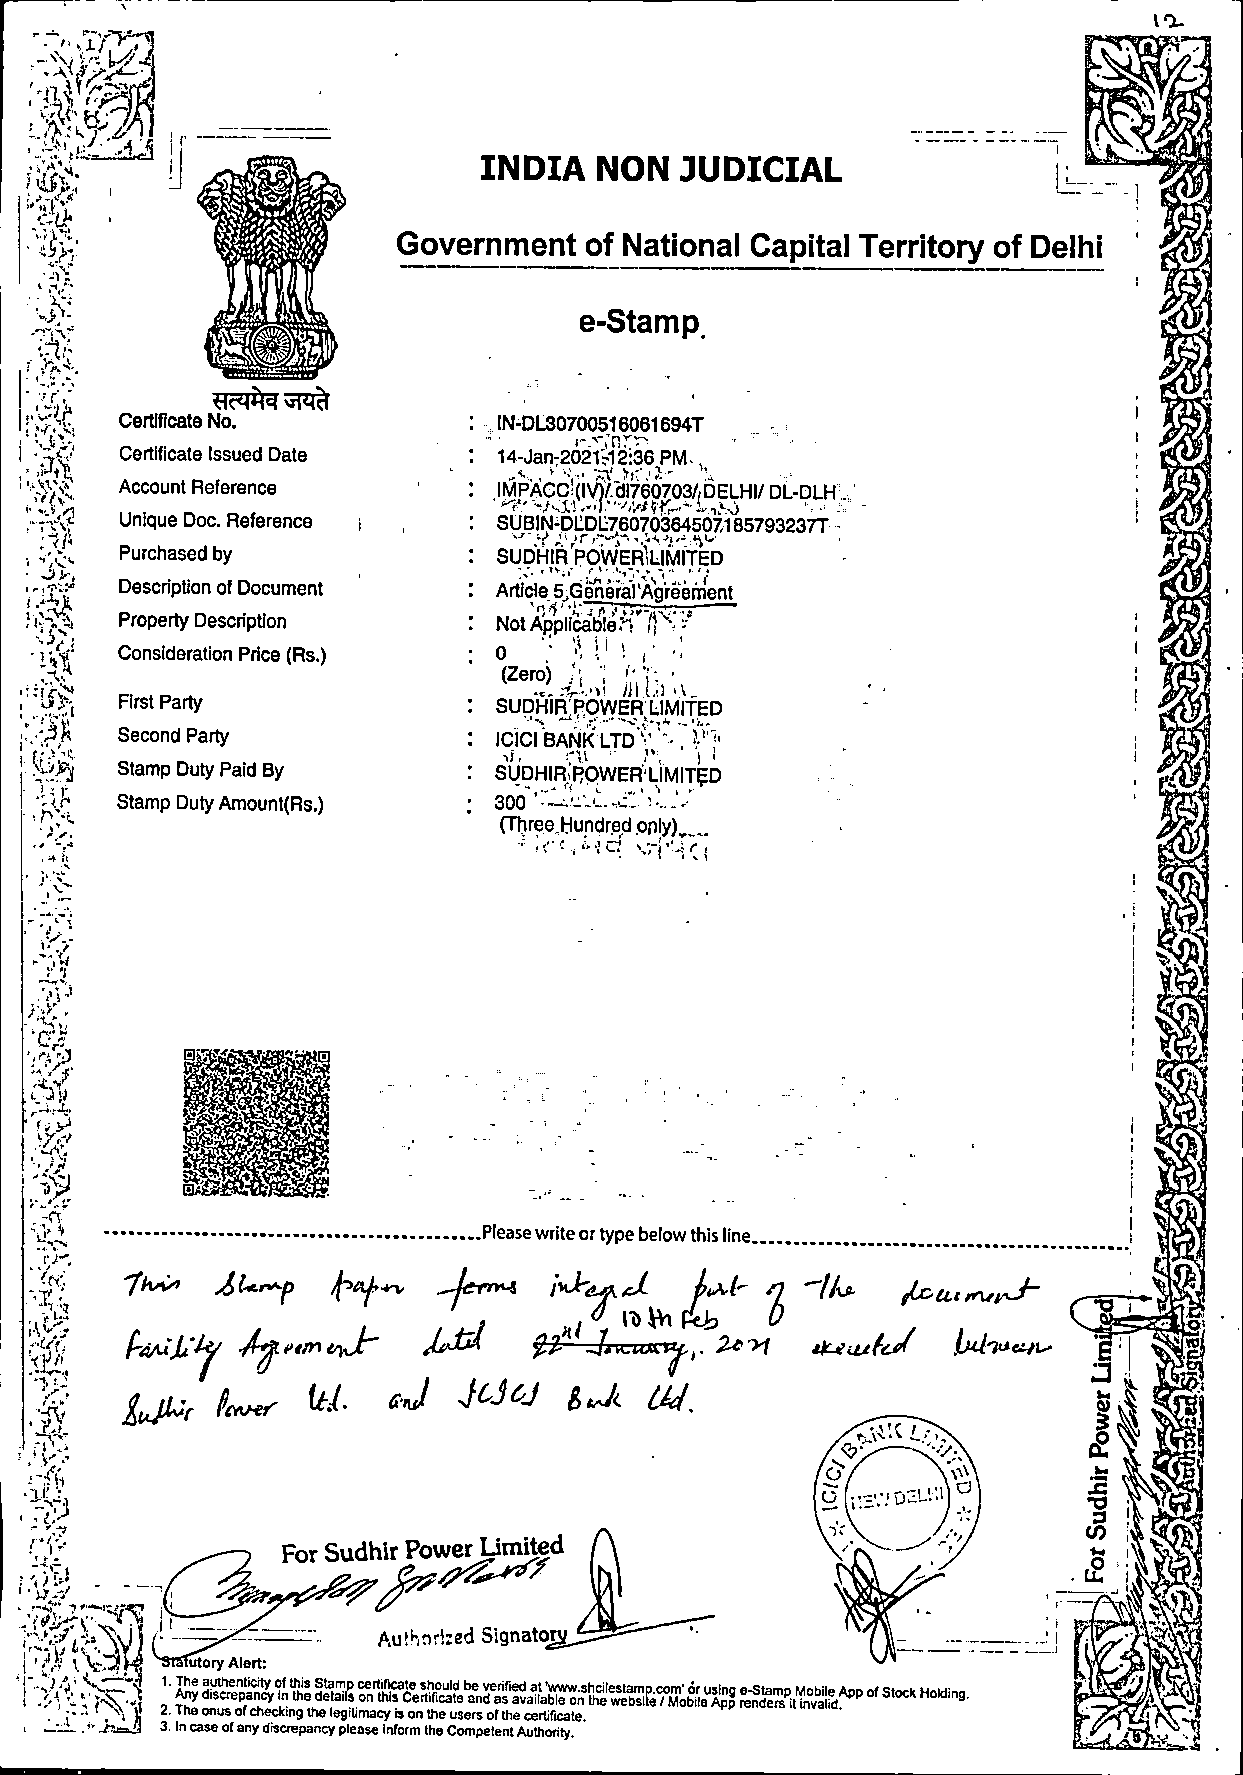 12
INDIA NON JUDICIAL
Government of National Capital Territory of Delhi
e-Stamp
सत्यमेव जयते
Certificate No. : IN-DL30700516061694T
Certificate Issued Date : 14-Jan-2021 12:36 PM
Account Reference : IMPACC (IV)/ dl760703/ DELHI/ DL-DLH
Unique Doc. Reference : SUBIN-DLDL76070364507185793237T
Purchased by : SUDHIR POWER LIMITED
Description of Document : Article 5 General Agreement
Property Description : Not Applicable
Consideration Price (Rs.) : 0
(Zero)
First Party : SUDHIR POWER LIMITED
Second Party : ICICI BANK LTD
Stamp Duty Paid By : SUDHIR POWER LIMITED
Stamp Duty Amount(Rs.) : 300
(Three Hundred only)
Please write or type below this line
This Stamp paper forms integral part of the document
10th Feb
Facility Agreement dated 22nd January, 2021 executed between
Sudhir Power Ltd. and ICICI Bank Ltd.
ICICI BANK LIMITED
NEW DELHI
For Sudhir Power Limited
Authorized Signatory
For Sudhir Power Limited
Authorized Signatory
Statutory Alert:
1. The authenticity of this Stamp certificate should be verified at 'www.shcilestamp.com' or using e-Stamp Mobile App of Stock Holding.
Any discrepancy in the details on this Certificate and as available on the website / Mobile App renders it invalid.
2. The onus of checking the legitimacy is on the users of the certificate.
3. In case of any discrepancy please inform the Competent Authority.